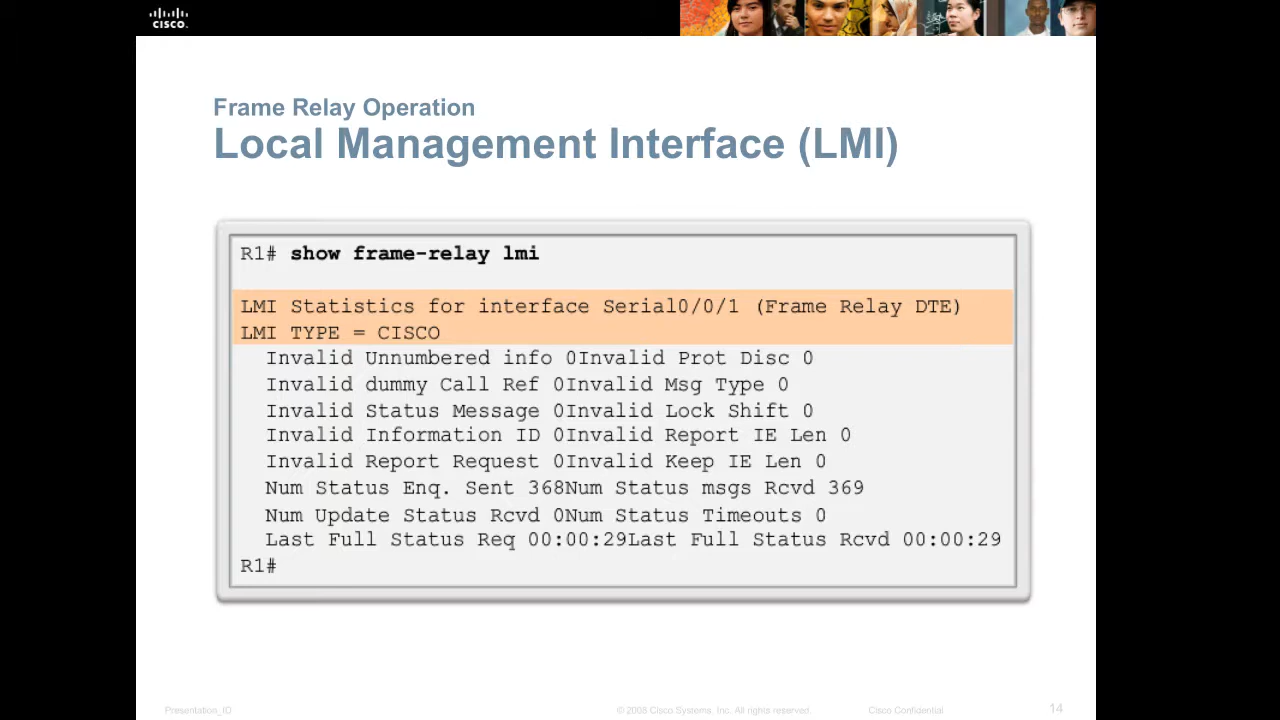 CISCO.
Frame Relay Operation
Local Management Interface (LMI)
R1# show frame-relay lmi
LMI Statistics for interface Serial0/0/1 (Frame Relay DTE)
LMI TYPE = CISCO
Invalid Unnumbered info 0Invalid Prot Disc 0
Invalid dummy Call Ref 0Invalid Msg Type 0
Invalid Status Message 0Invalid Lock Shift 0
Invalid Information ID 0Invalid Report IE Len 0
Invalid Report Request 0Invalid Keep IE Len 0
Num Status Enq. Sent 368Num Status msgs Rcvd 369
Num Update Status Rcvd 0Num Status Timeouts 0
Last Full Status Req 00:00:29Last Full Status Rcvd 00:00:29
R1#
Presentation_ID © 2008 Cisco Systems, Inc. All rights reserved. Cisco Confidential 14